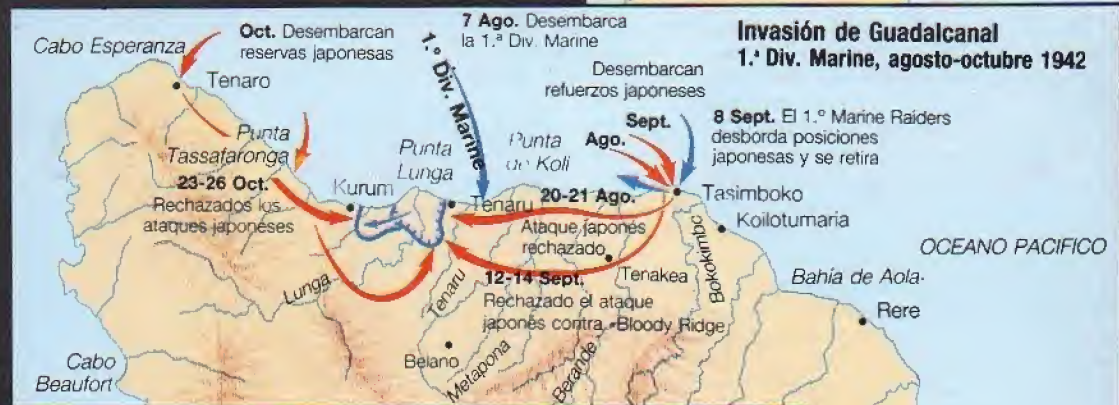 Invasión de Guadalcanal
1.ª Div. Marine, agosto-octubre 1942
Cabo Esperanza
Oct. Desembarcan
reservas japonesas
7 Ago. Desembarca
la 1.ª Div. Marine
1.º Div. Marine
Desembarcan
refuerzos japoneses
Sept.
Ago.
8 Sept. El 1.º Marine Raiders
desborda posiciones
japonesas y se retira
Tenaro
Punta
Tassafaronga
Punta
Lunga
Punta
de Koli
23-26 Oct.
Rechazados los
ataques japoneses
Kurum
Tenaru
20-21 Ago.
Ataque japonés
rechazado
Tasimboko
Koilotumaria
OCEANO PACIFICO
Lunga
Tenaru
12-14 Sept.
Rechazado el ataque
japonés contra «Bloody Ridge
Tenakea
Bokokimbo
Bahía de Aola
Rere
Cabo
Beaufort
Beiano
Metapona
Berande